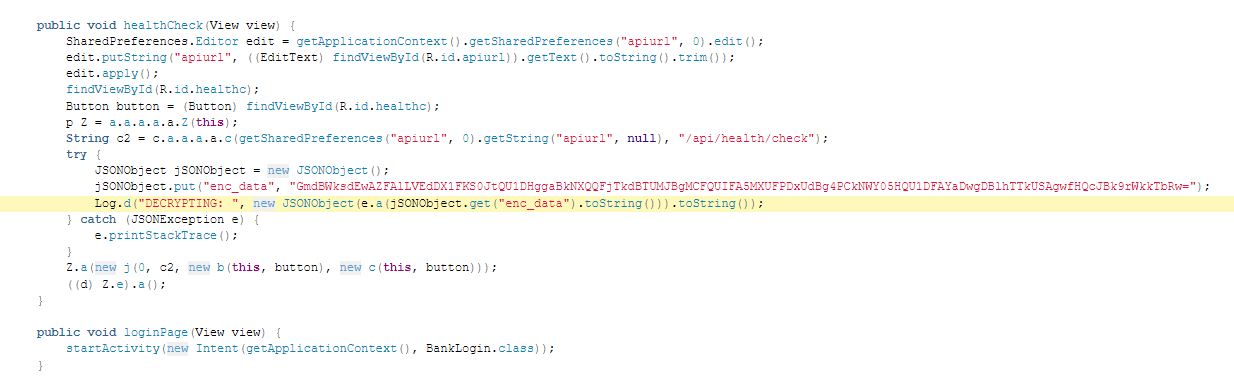 public void healthCheck(View view) {
SharedPreferences.Editor edit = getApplicationContext().getSharedPreferences("apiurl", 0).edit();
edit.putString("apiurl", ((EditText) findViewById(R.id.apiurl)).getText().toString().trim());
edit.apply();
findViewById(R.id.healthc);
Button button = (Button) findViewById(R.id.healthc);
p Z = a.a.a.a.a.Z(this);
String c2 = c.a.a.a.a.c(getSharedPreferences("apiurl", 0).getString("apiurl", null), "/api/health/check");
try {
JSONObject jSONObject = new JSONObject();
jSONObject.put("enc_data", "GmdBWksdEwAZFAlLVEdDX1FKS0JtQU1DHggaBkNXQQFjTkdBTUMJBgMCFQUIFA5MXUFPDxUdBg4PCkNWY05HQU1DFAYaDwgDBlhTTkUSAgwfHQcJBk9rWkkTbRw=");
Log.d("DECRYPTING: ", new JSONObject(e.a(jSONObject.get("enc_data").toString())).toString());
} catch (JSONException e) {
e.printStackTrace();
}
Z.a(new j(0, c2, new b(this, button), new c(this, button)));
((d) Z.e).a();
}
public void loginPage(View view) {
startActivity(new Intent(getApplicationContext(), BankLogin.class));
}